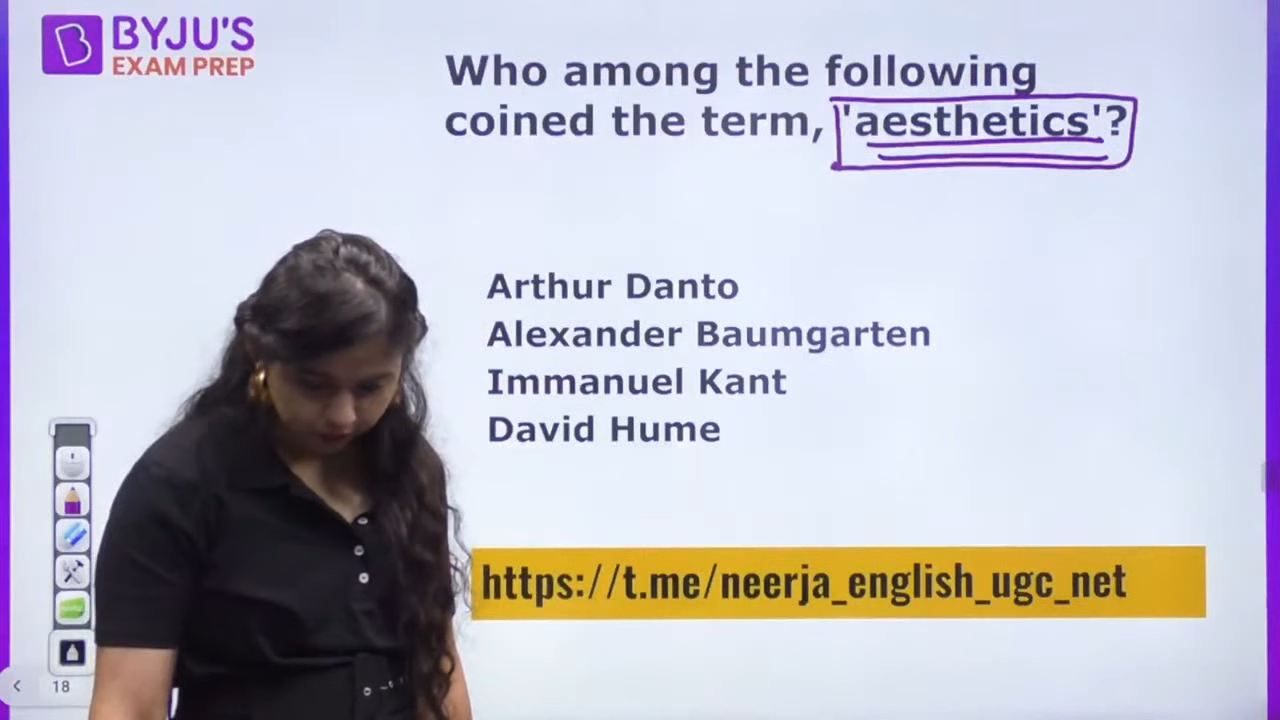 BYJU'S
EXAM PREP
Who among the following
coined the term, 'aesthetics'?
Arthur Danto
Alexander Baumgarten
Immanuel Kant
David Hume
https://t.me/neerja_english_ugc_net
18